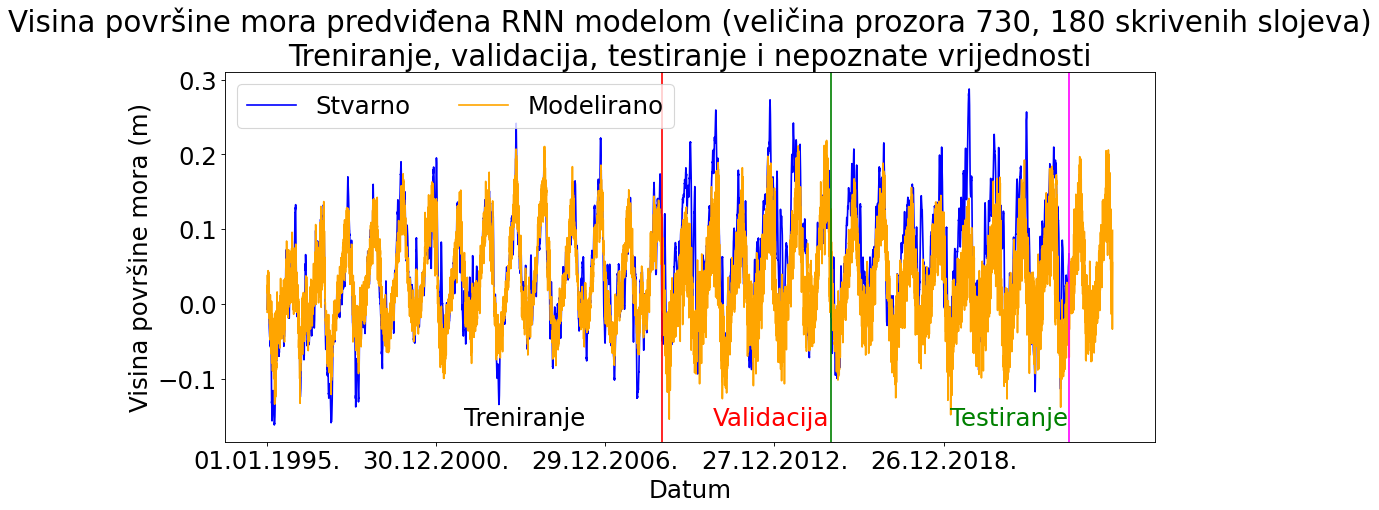 Visina površine mora predviđena RNN modelom (veličina prozora 730, 180 skrivenih slojeva)
Treniranje, validacija, testiranje i nepoznate vrijednosti
Stvarno
Modelirano
Visina površine mora (m)
0.3
0.2
0.1
0.0
−0.1
Treniranje
Validacija
Testiranje
01.01.1995.
30.12.2000.
29.12.2006.
27.12.2012.
26.12.2018.
Datum